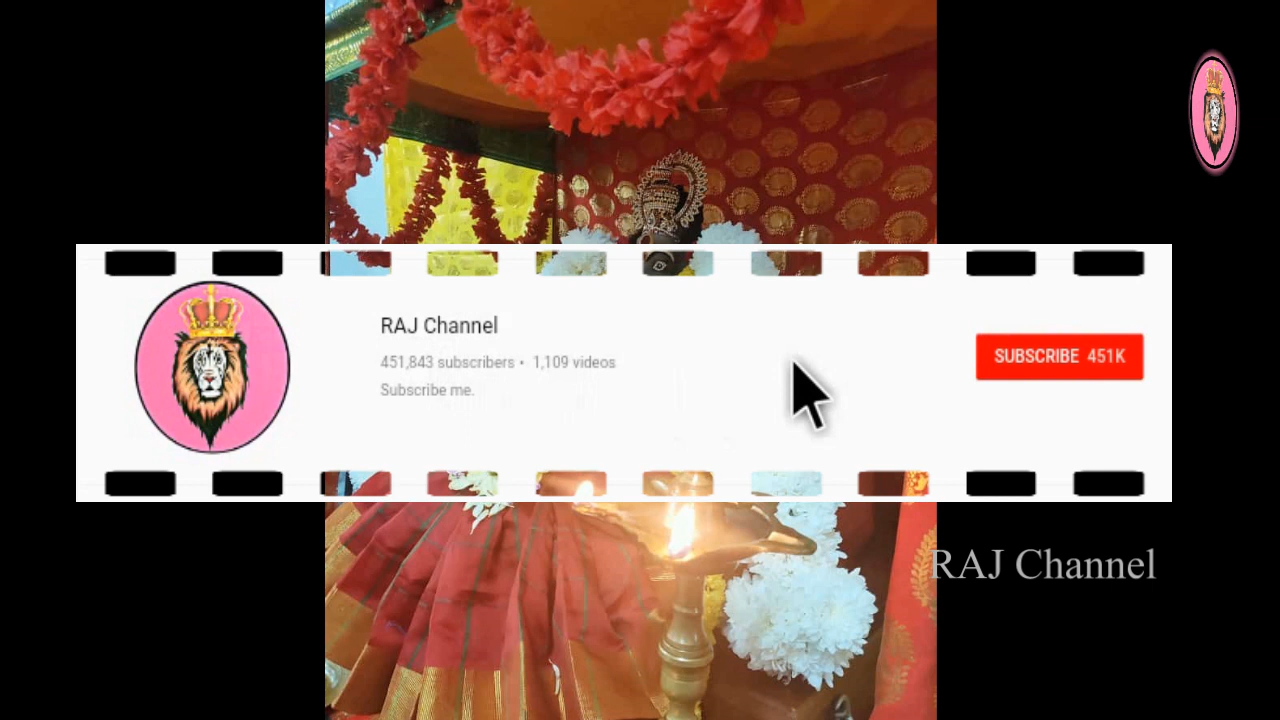 RAJ Channel
451,843 subscribers • 1,109 videos
Subscribe me.
SUBSCRIBE 451K
RAJ Channel